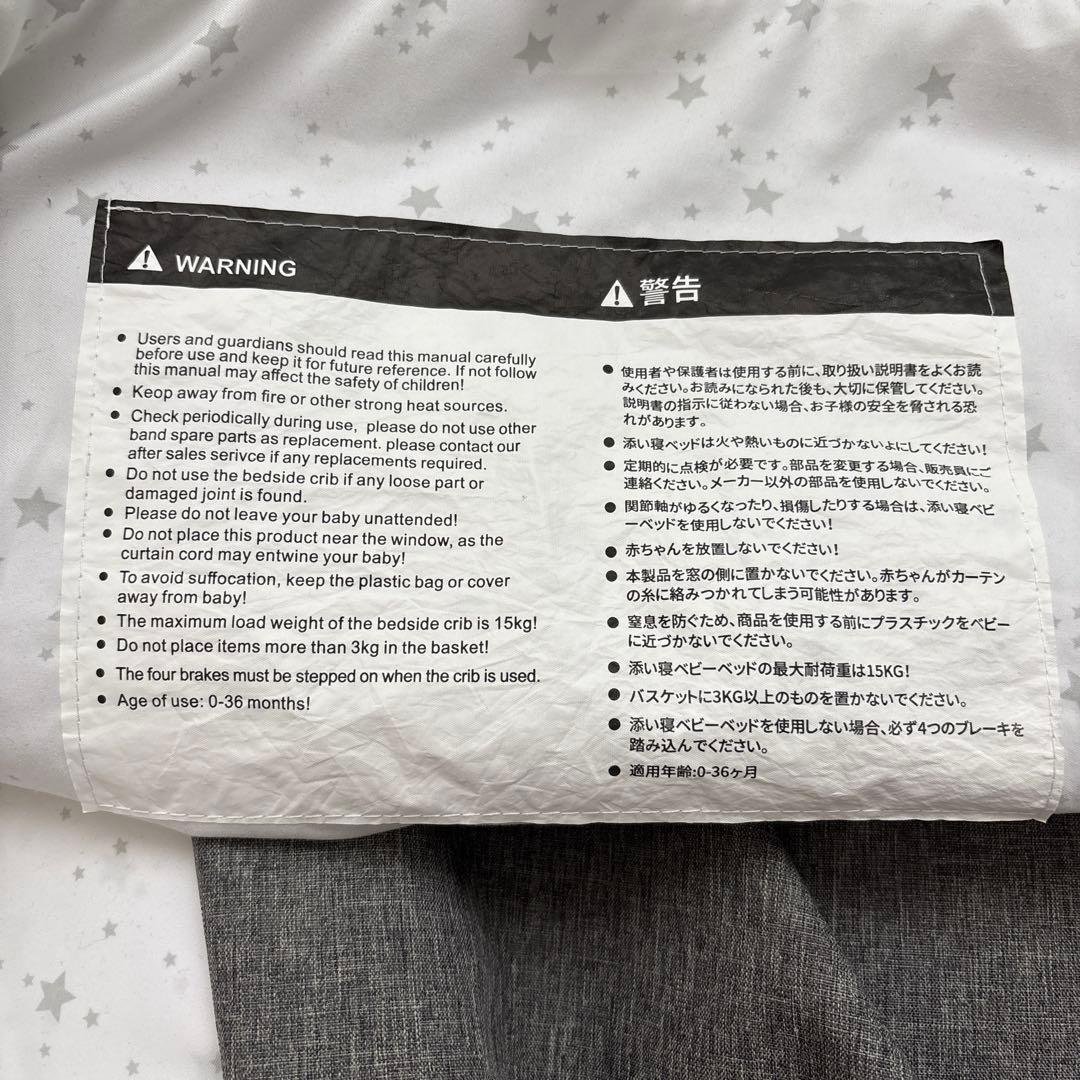 WARNING
• Users and guardians should read this manual carefully
before use and keep it for future reference. If not follow
this manual may affect the safety of children!
• Keop away from fire or other strong heat sources.
• Check periodically during use, please do not use other
band spare parts as replacement. please contact our
after sales serivce if any replacements required.
• Do not use the bedside crib if any loose part or
damaged joint is found.
• Please do not leave your baby unattended!
• Do not place this product near the window, as the
curtain cord may entwine your baby!
• To avoid suffocation, keep the plastic bag or cover
away from baby!
• The maximum load weight of the bedside crib is 15kg!
• Do not place items more than 3kg in the basket!
• The four brakes must be stepped on when the crib is used.
• Age of use: 0-36 months!
警告
• 使用者や保護者は使用する前に、取り扱い説明書をよくお読
みください。お読みになられた後も、大切に保管してください。
説明書の指示に従わない場合、お子様の安全を脅される恐
れがあります。
• 添い寝ベッドは火や熱いものに近づかないよにしてください!
• 定期的に点検が必要です。部品を変更する場合、販売員にご
連絡ください。メーカー以外の部品を使用しないでください。
• 関節軸がゆるくなったり、損傷したりする場合は、添い寝ベビ
ーベッドを使用しないでください!
• 赤ちゃんを放置しないでください!
• 本製品を窓の側に置かないでください。赤ちゃんがカーテン
の糸に絡みつかれてしまう可能性があります。
• 窒息を防ぐため、商品を使用する前にプラスチックをベビー
に近づかないでください。
• 添い寝ベビーベッドの最大耐荷重は15KG!
• バスケットに3KG以上のものを置かないでください。
• 添い寝ベビーベッドを使用しない場合、必ず4つのブレーキを
踏み込んでください。
• 適用年齢:0-36ヶ月